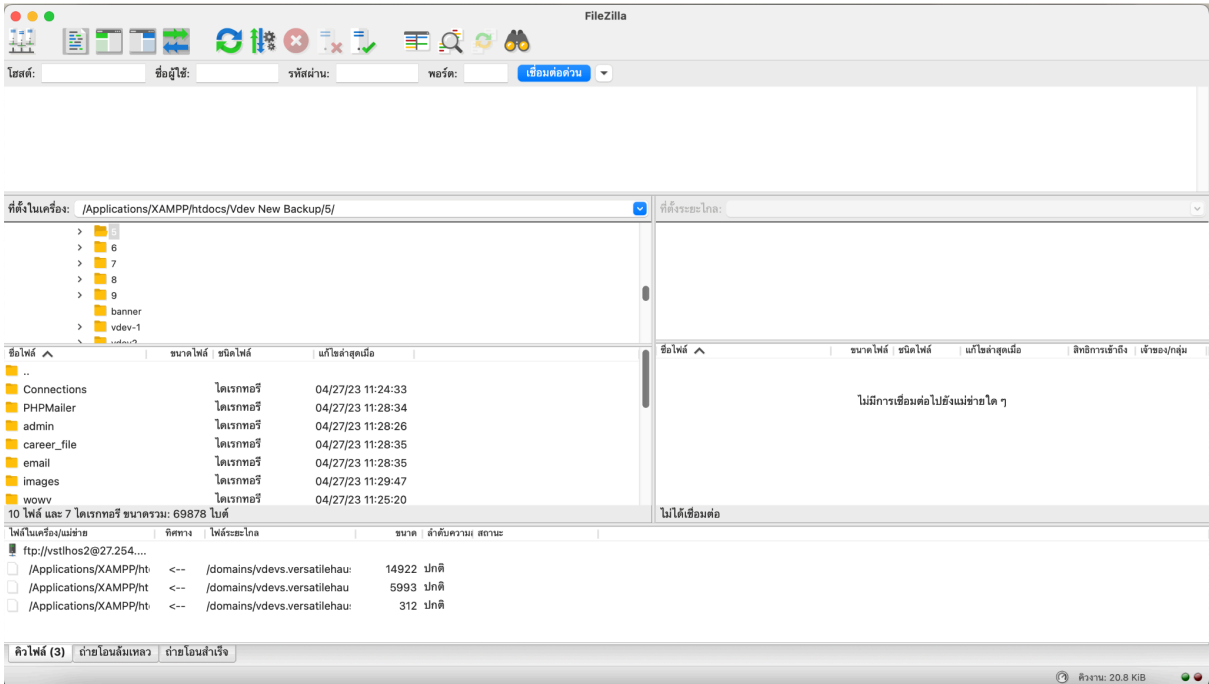 FileZilla
โฮสต์: ชื่อผู้ใช้: รหัสผ่าน: พอร์ต: เชื่อมต่อด่วน
ที่ตั้งในเครื่อง: /Applications/XAMPP/htdocs/Vdev New Backup/5/
ที่ตั้งระยะไกล:
5
6
7
8
9
banner
vdev-1
vdev2
ชื่อไฟล์ ขนาดไฟล์ ชนิดไฟล์ แก้ไขล่าสุดเมื่อ
..
Connections ไดเรกทอรี 04/27/23 11:24:33
PHPMailer ไดเรกทอรี 04/27/23 11:28:34
admin ไดเรกทอรี 04/27/23 11:28:26
career_file ไดเรกทอรี 04/27/23 11:28:35
email ไดเรกทอรี 04/27/23 11:28:35
images ไดเรกทอรี 04/27/23 11:29:47
wowv ไดเรกทอรี 04/27/23 11:25:20
10 ไฟล์ และ 7 ไดเรกทอรี ขนาดรวม: 69878 ไบต์
ชื่อไฟล์ ขนาดไฟล์ ชนิดไฟล์ แก้ไขล่าสุดเมื่อ สิทธิการเข้าถึง เจ้าของ/กลุ่ม
ไม่มีการเชื่อมต่อไปยังแม่ข่ายใด ๆ
ไม่ได้เชื่อมต่อ
ไฟล์ในเครื่อง/แม่ข่าย ทิศทาง ไฟล์ระยะไกล ขนาด ลำดับความ สถานะ
ftp://vstlhos2@27.254....
/Applications/XAMPP/ht <-- /domains/vdevs.versatilehau 14922 ปกติ
/Applications/XAMPP/ht <-- /domains/vdevs.versatilehau 5993 ปกติ
/Applications/XAMPP/ht <-- /domains/vdevs.versatilehau 312 ปกติ
คิวไฟล์ (3) ถ่ายโอนล้มเหลว ถ่ายโอนสำเร็จ
คิวงาน: 20.8 KiB